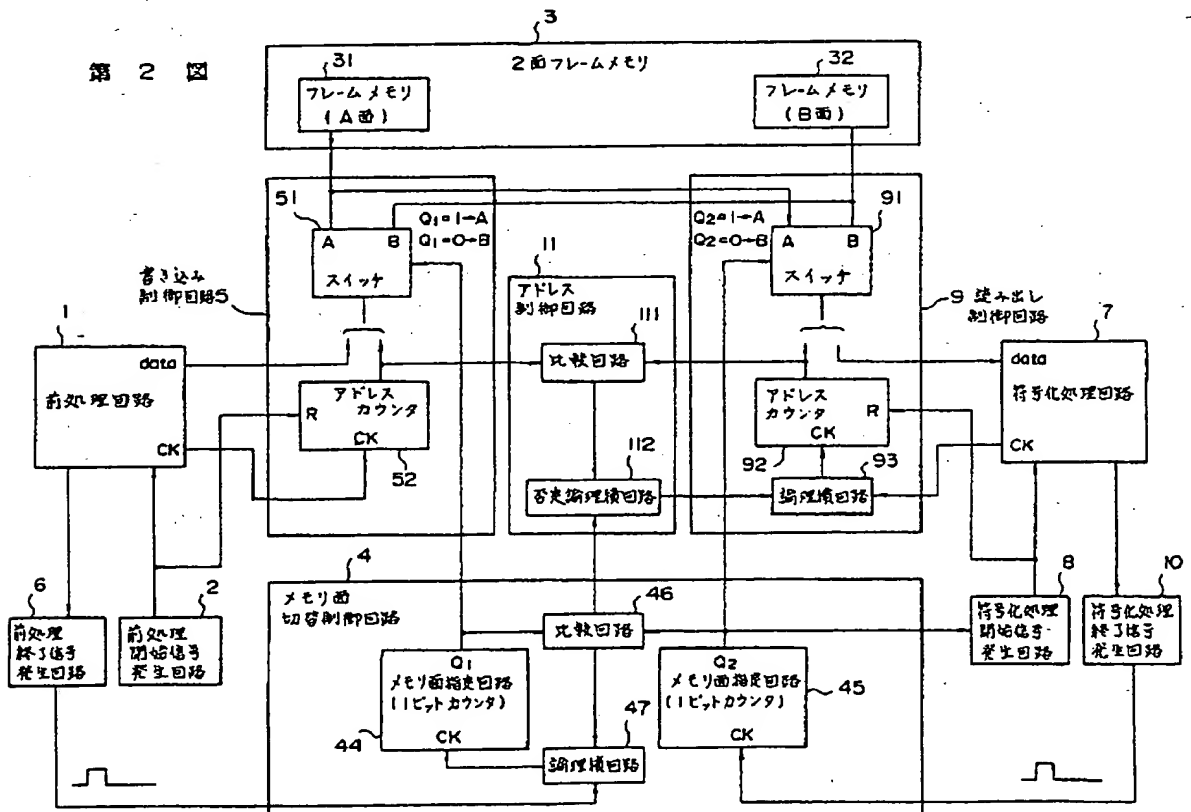 第 2 図
3
2面フレームメモリ
31
フレームメモリ
(A面)
32
フレームメモリ
(B面)
51
A B
スイッチ
Q1=1→A
Q1=0→B
Q2=1→A
Q2=0→B
91
A B
スイッチ
書き込み
制御回路5
11
アドレス
制御回路
111
比較回路
9 読み出し
制御回路
1
data
前処理回路
CK
R
アドレス
カウンタ
CK
52
112
否定論理積回路
アドレス
カウンタ
R
CK
92
93
論理積回路
7
data
符号化処理回路
CK
4
メモリ面
切替制御回路
46
比較回路
6
前処理
終了信号
発生回路
2
前処理
開始信号
発生回路
8
符号化処理
開始信号
発生回路
10
符号化処理
終了信号
発生回路
Q1
メモリ面指定回路
(1ビットカウンタ)
CK
44
47
論理積回路
Q2
メモリ面指定回路
(1ビットカウンタ)
CK
45